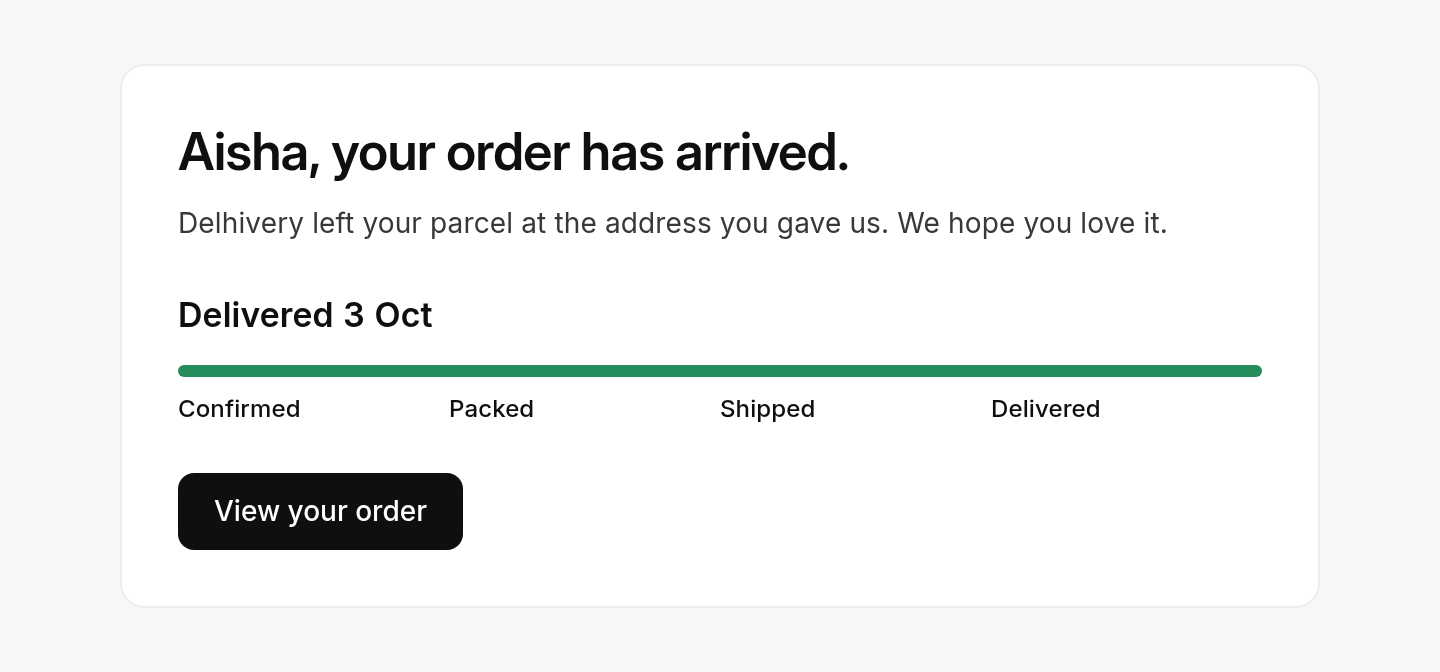 Aisha, your order has arrived.
Delhivery left your parcel at the address you gave us. We hope you love it.
Delivered 3 Oct
Confirmed Packed Shipped Delivered
View your order